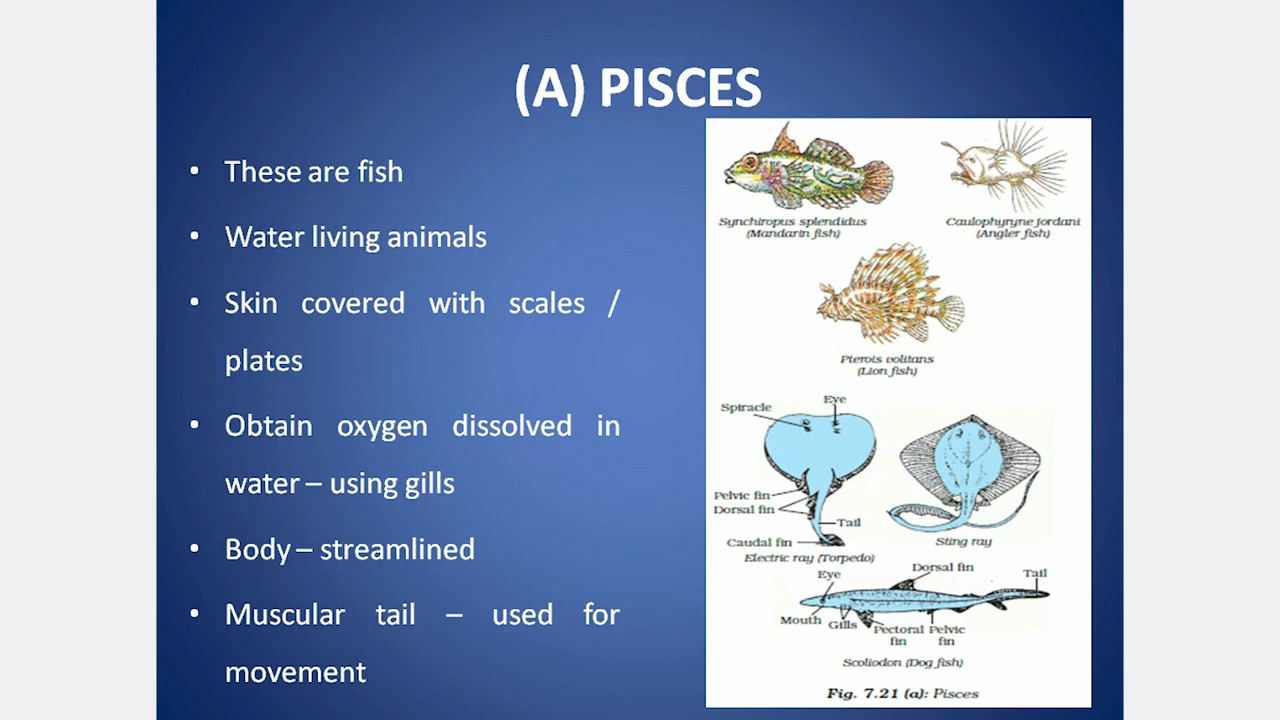 (A) PISCES
• These are fish
• Water living animals
• Skin covered with scales /
plates
• Obtain oxygen dissolved in
water – using gills
• Body – streamlined
• Muscular tail – used for
movement
Synchiropus splendidus
(Mandarin fish)
Caulophyryne jordani
(Angler fish)
Pterois volitans
(Lion fish)
Spiracle
Eye
Pelvic fin
Dorsal fin
Tail
Caudal fin
Electric ray (Torpedo)
Sting ray
Eye
Dorsal fin
Tail
Mouth
Gills
Pectoral
fin
Pelvic
fin
Scoliodon (Dog fish)
Fig. 7.21 (a): Pisces